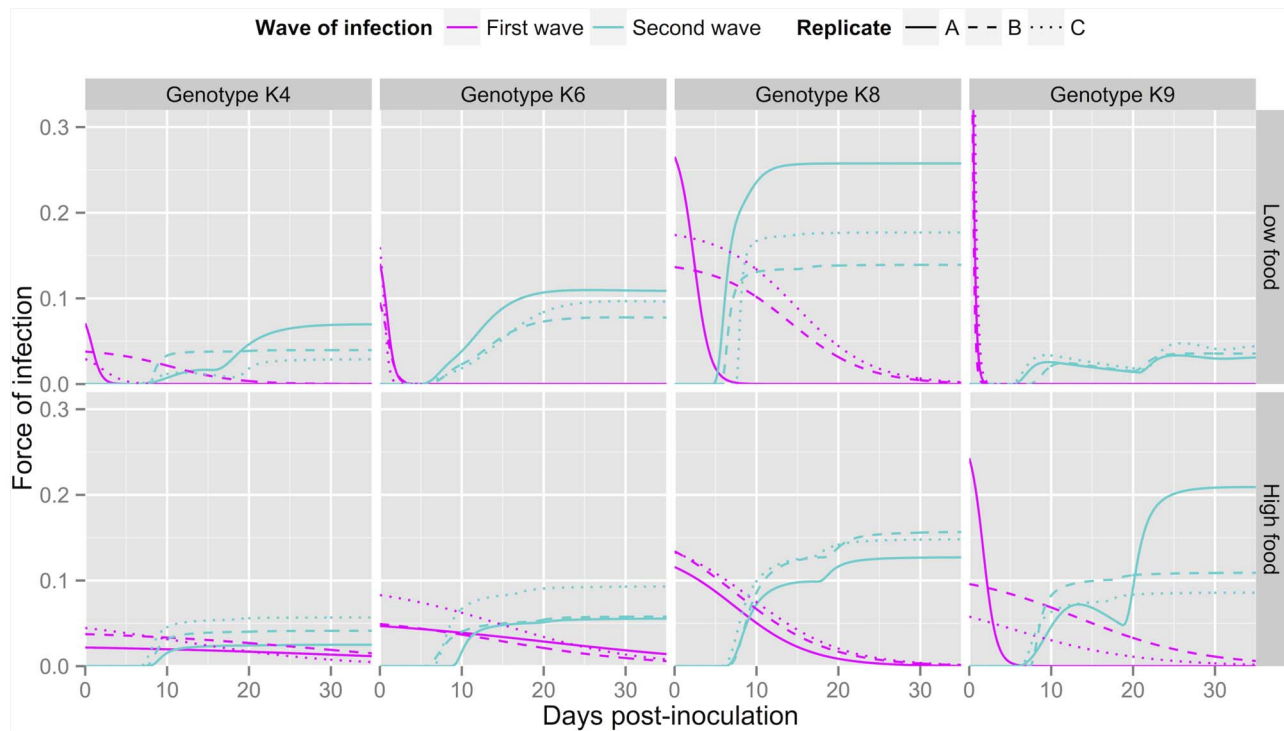 Wave of infection First wave Second wave Replicate A B C
Genotype K4 Genotype K6 Genotype K8 Genotype K9
0.3
0.2
0.1
0.0
Low food
0.3
0.2
0.1
0.0
High food
Force of infection
0 10 20 30 0 10 20 30 0 10 20 30 0 10 20 30
Days post-inoculation